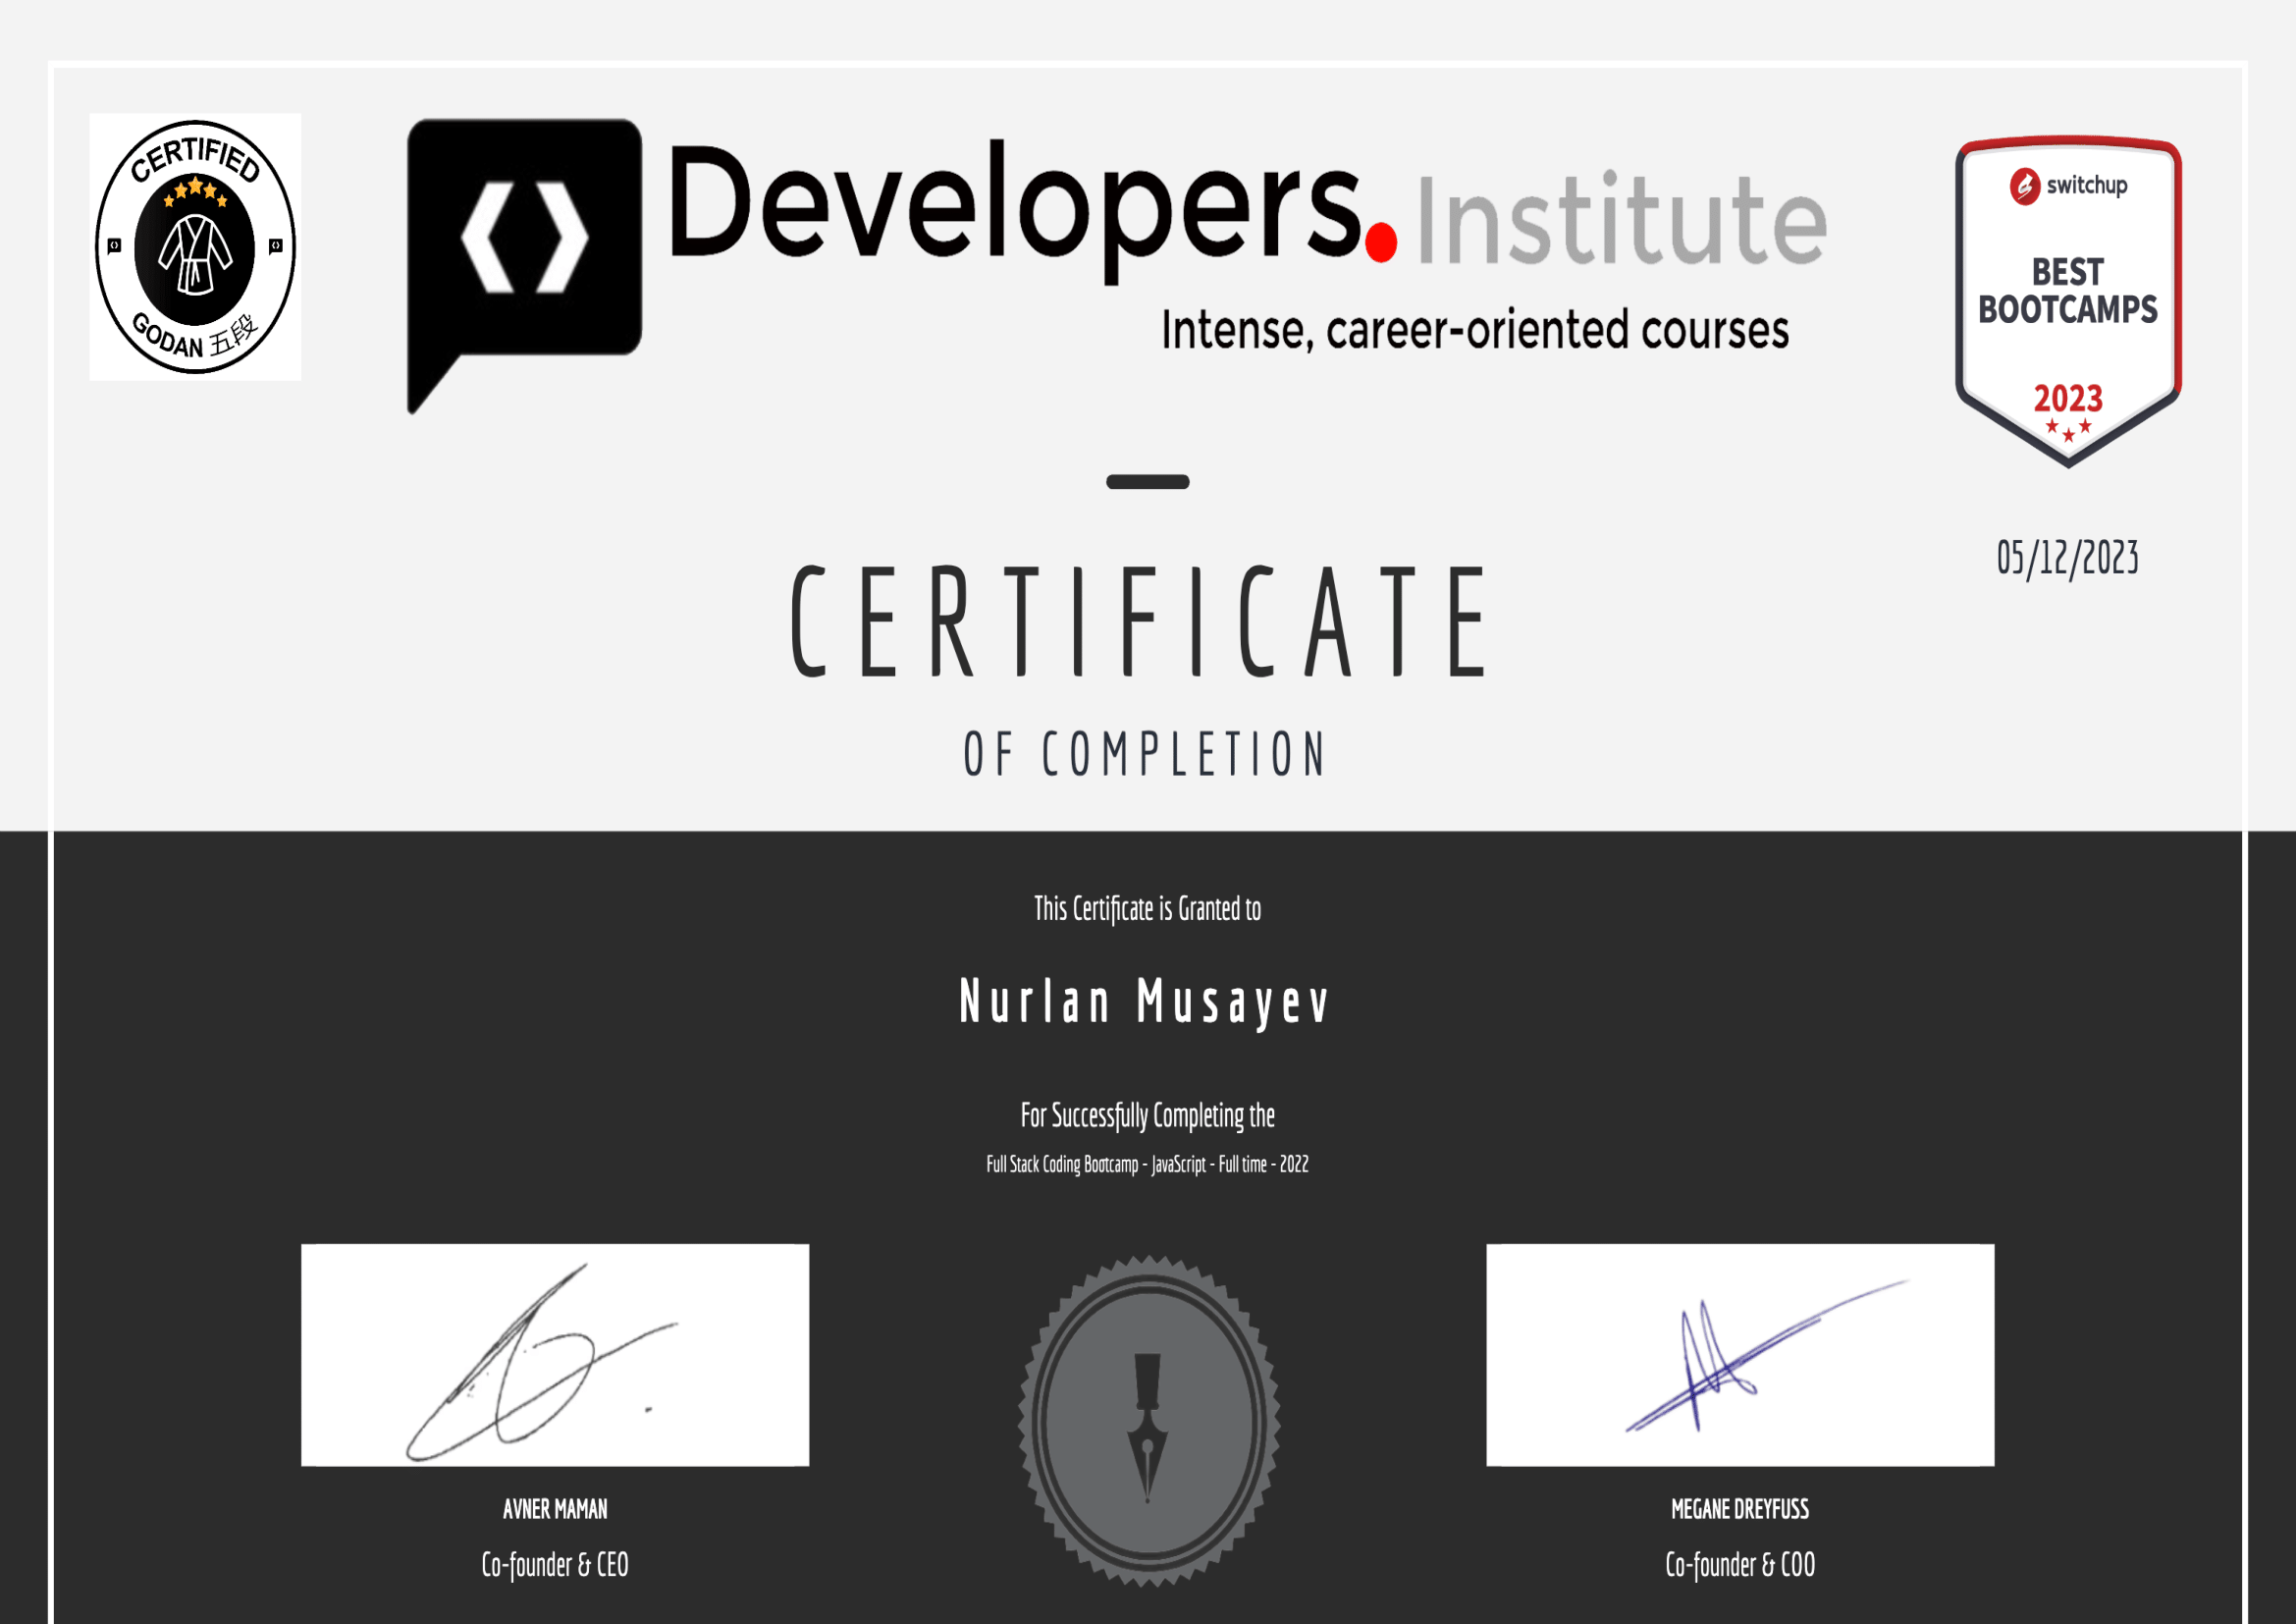 CERTIFIED
GODAN 五段
Developers.Institute
Intense, career-oriented courses
switchup
BEST
BOOTCAMPS
2023
05/12/2023
CERTIFICATE
OF COMPLETION
This Certificate is Granted to
Nurlan Musayev
For Successfully Completing the
Full Stack Coding Bootcamp - JavaScript - Full time - 2022
AVNER MAMAN
Co-founder & CEO
MEGANE DREYFUSS
Co-founder & COO